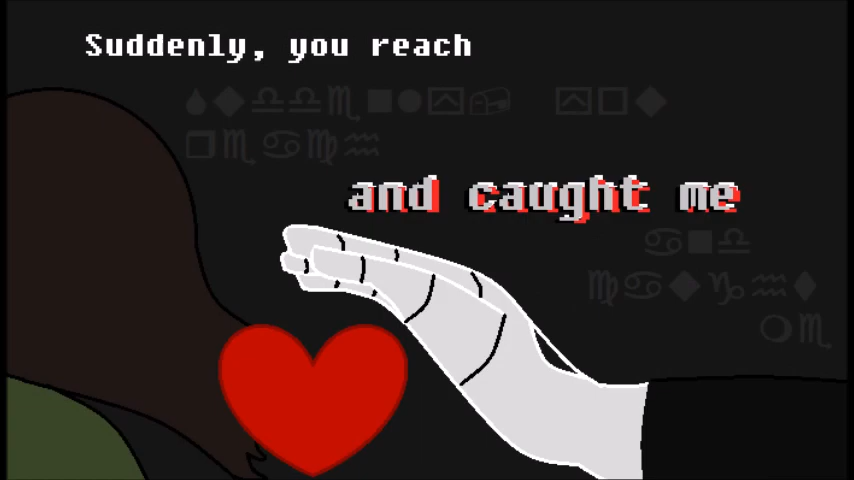 Suddenly, you reach
💧◆♎♎♏■●⍓📪 ⍓□◆
❒♏♋♍♒
and caught me
♋■♎
♍♋◆♑♒⧫
❍♏